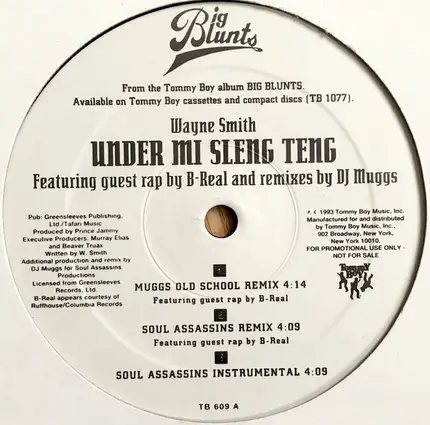 Big
Blunts
From the Tommy Boy album BIG BLUNTS.
Available on Tommy Boy cassettes and compact discs (TB 1077).
Wayne Smith
UNDER MI SLENG TENG
Featuring guest rap by B-Real and remixes by DJ Muggs
Pub: Greensleeves Publishing,
Ltd./Tafari Music
Produced by Prince Jammy
Executive Producers: Murray Elias
and Beaver Truax
Written by W. Smith
Additional production and remix by
DJ Muggs for Soul Assassins
Productions
Licensed from Greensleeves
Records, Ltd.
B-Real appears courtesy of
Ruffhouse/Columbia Records
P © 1993 Tommy Boy Music, Inc.
Manufactured for and distributed
by Tommy Boy Music, Inc.,
902 Broadway, New York,
New York 10010.
FOR PROMOTIONAL USE ONLY -
NOT FOR SALE
Tommy
Boy
1
MUGGS OLD SCHOOL REMIX 4:14
Featuring guest rap by B-Real
2
SOUL ASSASSINS REMIX 4:09
Featuring guest rap by B-Real
3
SOUL ASSASSINS INSTRUMENTAL 4:09
TB 609 A